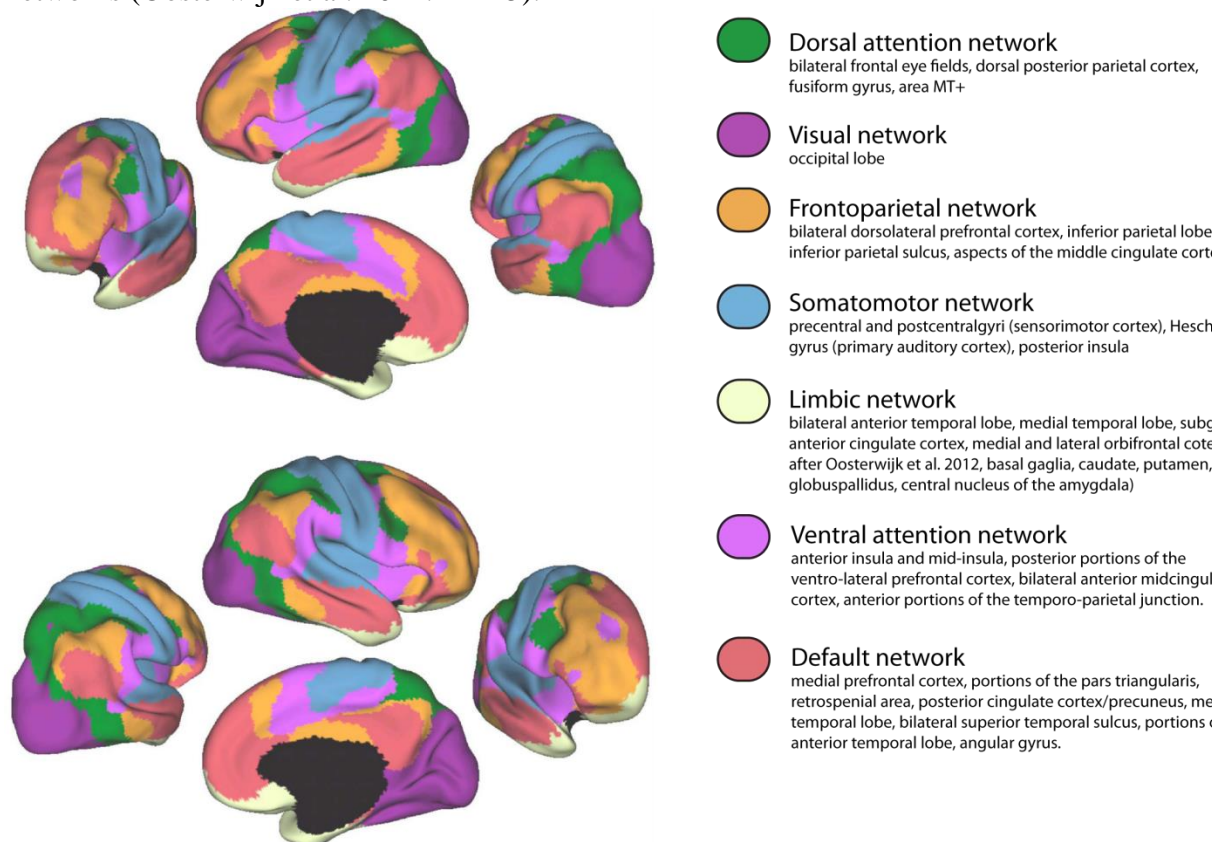 (Oosterwijk et al. 2012
Dorsal attention network
bilateral frontal eye fields, dorsal posterior parietal cortex,
fusiform gyrus, area MT+
Visual network
occipital lobe
Frontoparietal network
bilateral dorsolateral prefrontal cortex, inferior parietal lobe
inferior parietal sulcus, aspects of the middle cingulate corte
Somatomotor network
precentral and postcentralgyri (sensorimotor cortex), Hesch
gyrus (primary auditory cortex), posterior insula
Limbic network
bilateral anterior temporal lobe, medial temporal lobe, subg
anterior cingulate cortex, medial and lateral orbifrontal cote
after Oosterwijk et al. 2012, basal gaglia, caudate, putamen,
globuspallidus, central nucleus of the amygdala)
Ventral attention network
anterior insula and mid-insula, posterior portions of the
ventro-lateral prefrontal cortex, bilateral anterior midcingul
cortex, anterior portions of the temporo-parietal junction.
Default network
medial prefrontal cortex, portions of the pars triangularis,
retrospenial area, posterior cingulate cortex/precuneus, me
temporal lobe, bilateral superior temporal sulcus, portions o
anterior temporal lobe, angular gyrus.